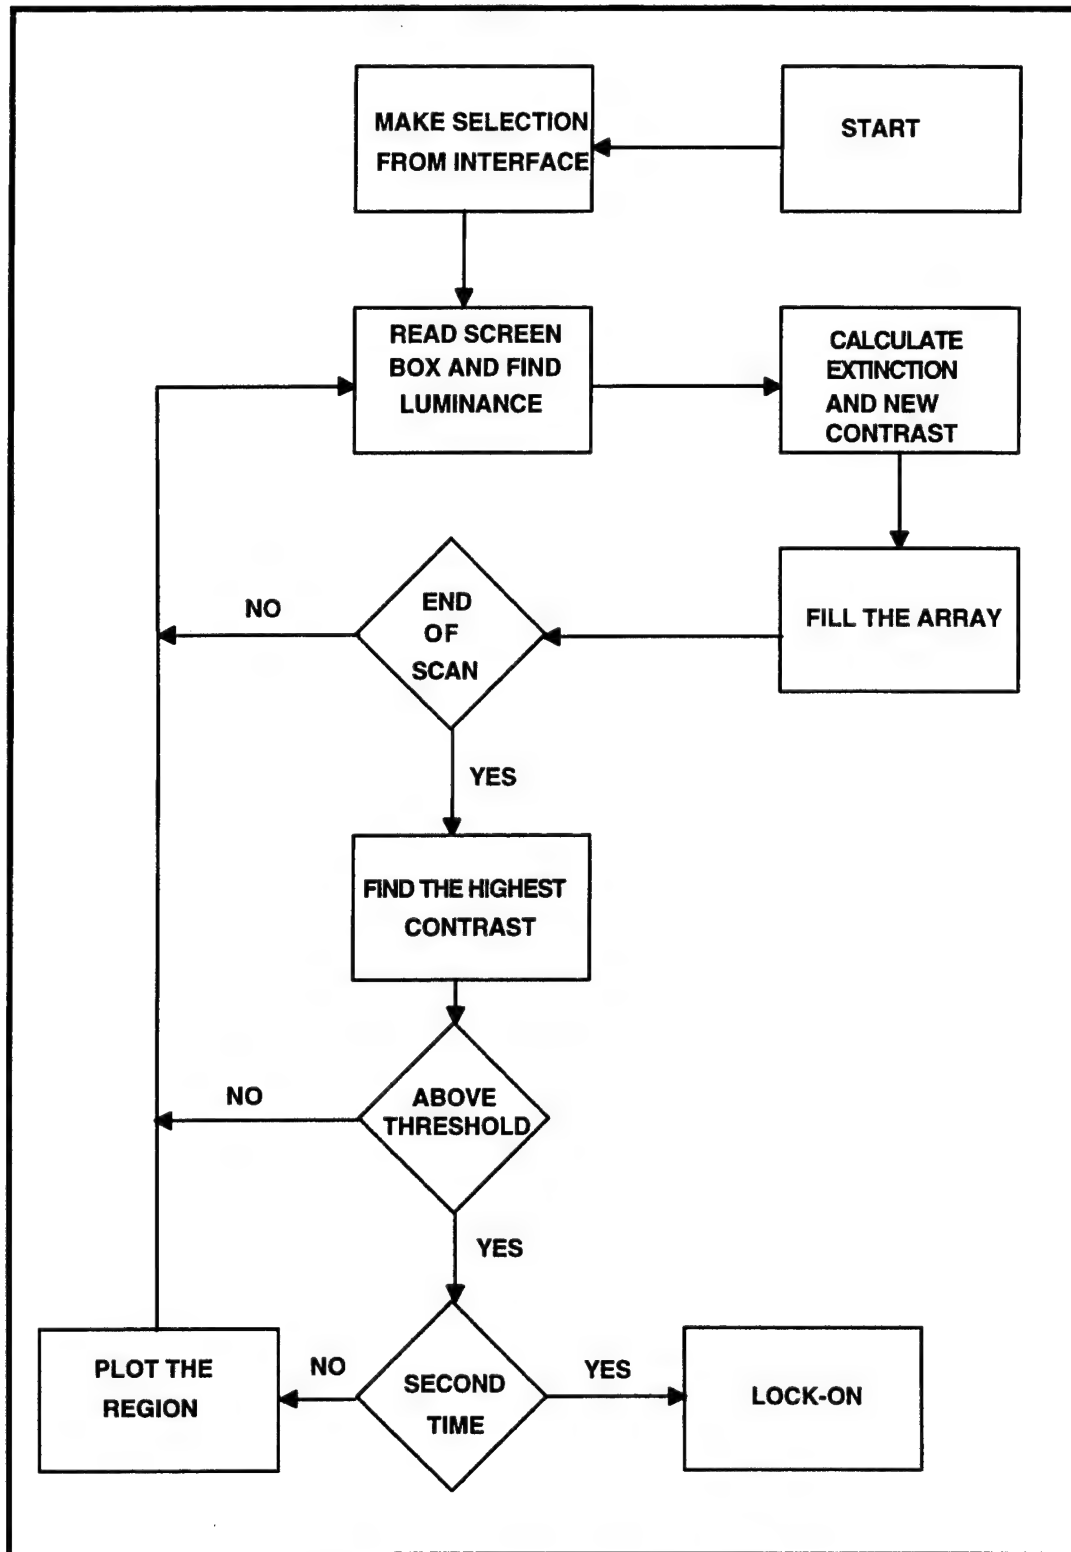 START
MAKE SELECTION
FROM INTERFACE
READ SCREEN
BOX AND FIND
LUMINANCE
CALCULATE
EXTINCTION
AND NEW
CONTRAST
FILL THE ARRAY
END
OF
SCAN
NO
YES
FIND THE HIGHEST
CONTRAST
ABOVE
THRESHOLD
NO
YES
SECOND
TIME
NO
YES
PLOT THE
REGION
LOCK-ON